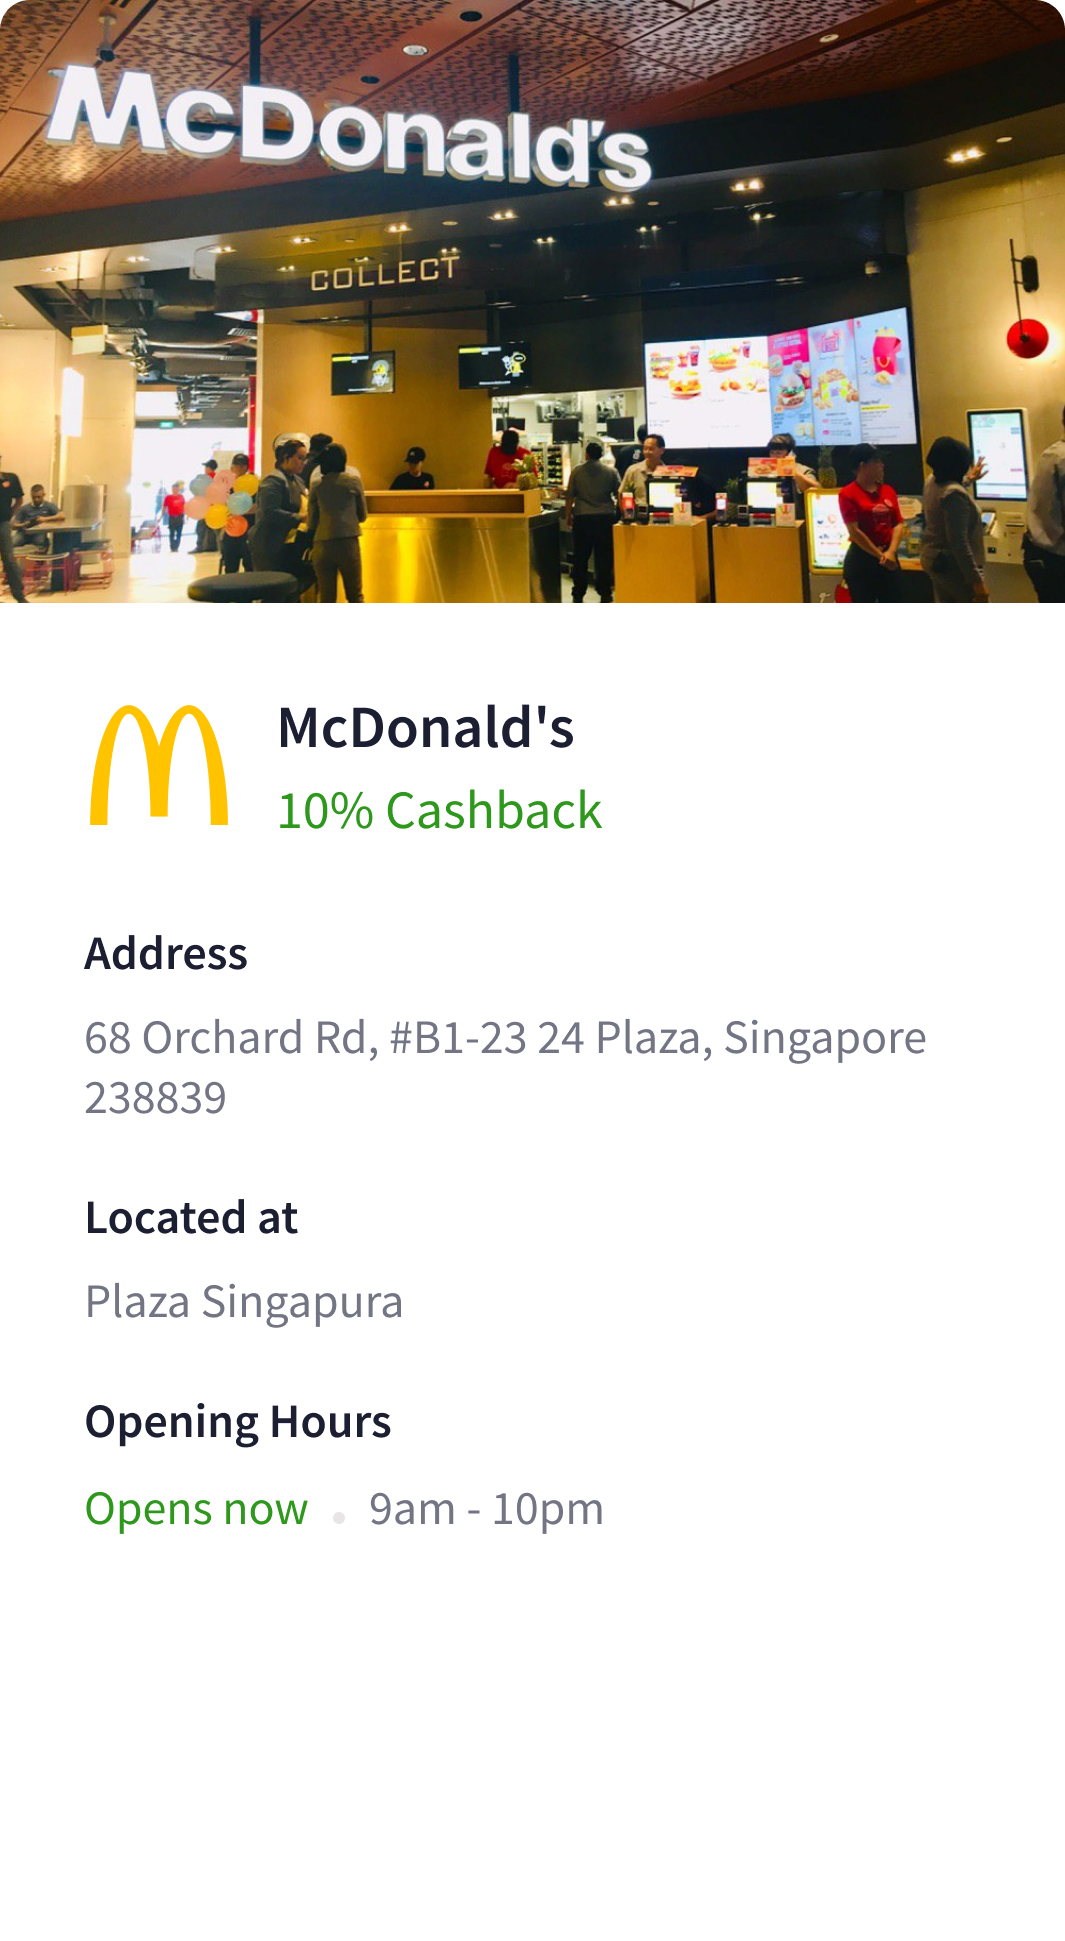 McDonald's
COLLECT
McDonald's
10% Cashback
Address
68 Orchard Rd, #B1-23 24 Plaza, Singapore
238839
Located at
Plaza Singapura
Opening Hours
Opens now . 9am - 10pm